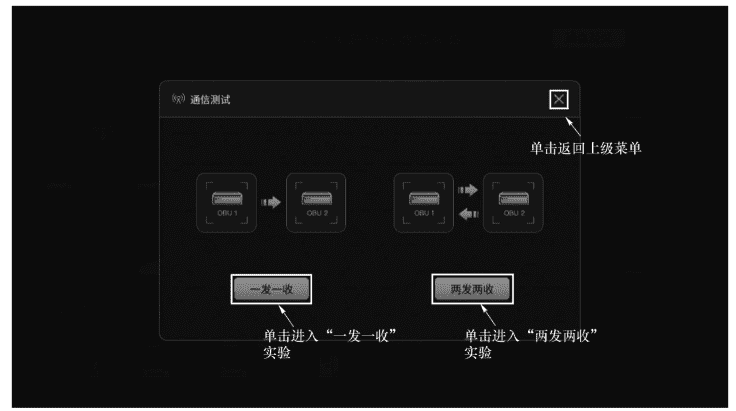 通信测试
单击返回上级菜单
OBU 1
OBU 2
OBU 1
OBU 2
一发一收
两发两收
单击进入“一发一收”
实验
单击进入“两发两收”
实验